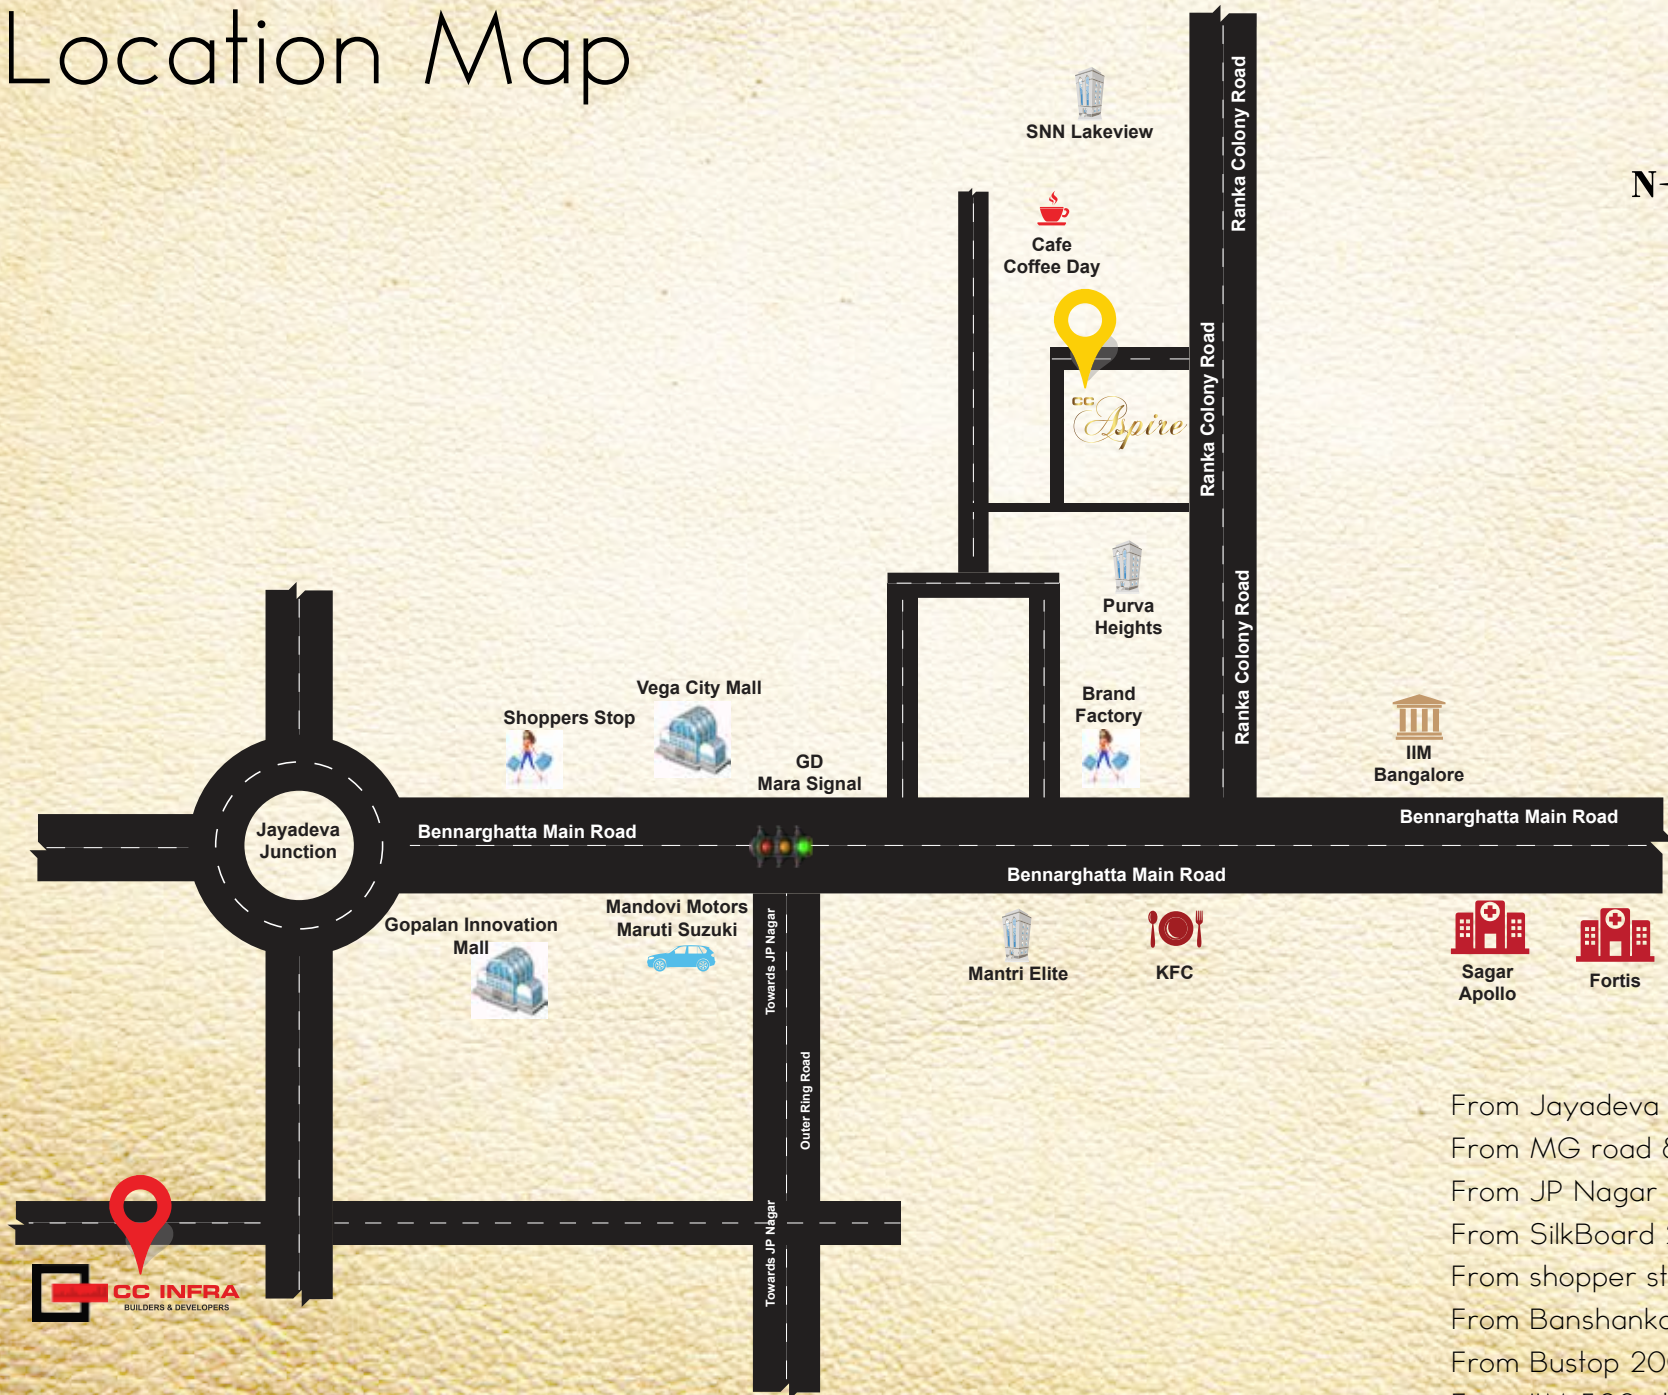 Location Map
SNN Lakeview
Ranka Colony Road
N
Cafe
Coffee Day
Ranka Colony Road
CC
Aspire
Purva
Heights
Ranka Colony Road
Vega City Mall
Shoppers Stop
Brand
Factory
GD
Mara Signal
IIM
Bangalore
Jayadeva
Junction
Bennarghatta Main Road
Bennarghatta Main Road
Bennarghatta Main Road
Gopalan Innovation
Mall
Mandovi Motors
Maruti Suzuki
Towards JP Nagar
Mantri Elite
KFC
Sagar
Apollo
Fortis
Outer Ring Road
Towards JP Nagar
CC INFRA
BUILDERS & DEVELOPERS
From Jayadeva
From MG road
From JP Nagar
From SilkBoard
From shopper
From
From Bustop